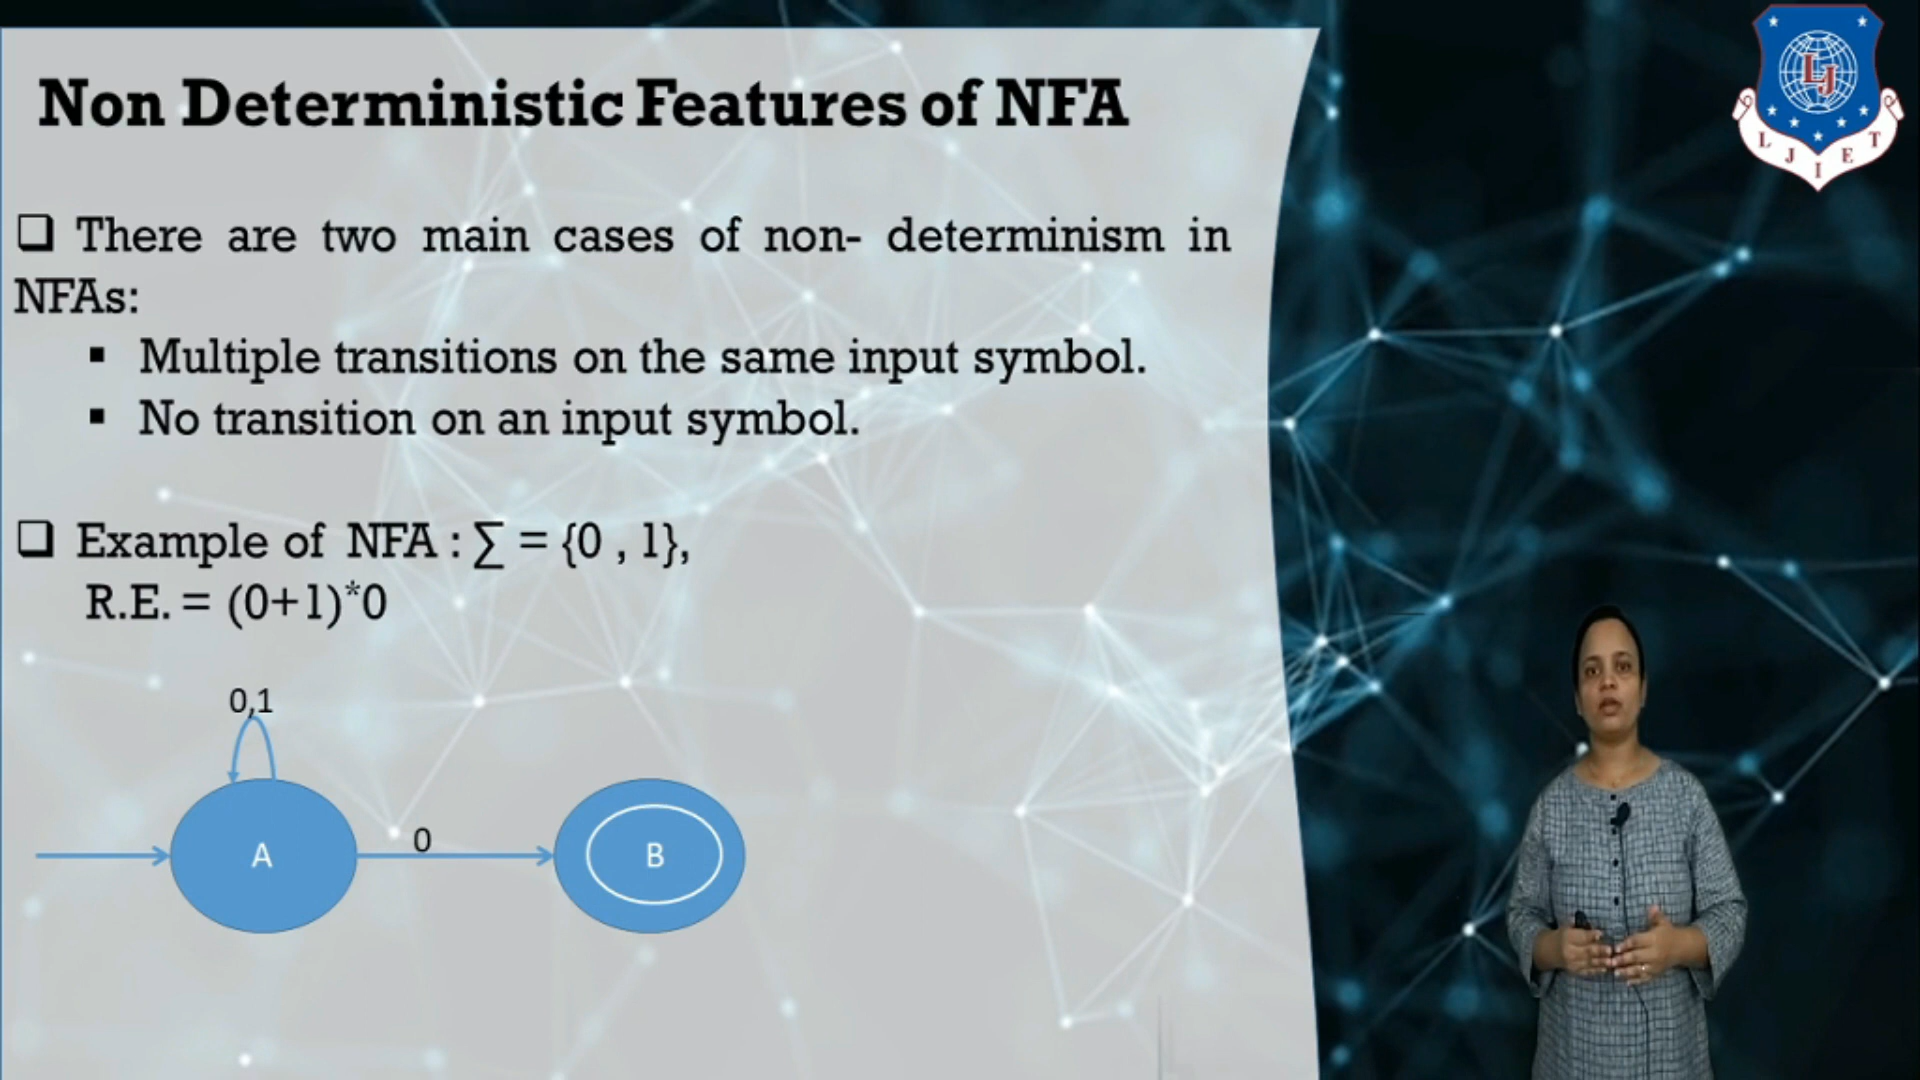 Non Deterministic Features of NFA
❑ There are two main cases of non- determinism in
NFAs:
▪ Multiple transitions on the same input symbol.
▪ No transition on an input symbol.
❑ Example of NFA : ∑ = {0 , 1},
R.E. = (0+1)*0
0,1
A
0
B
LJ
L J I E T